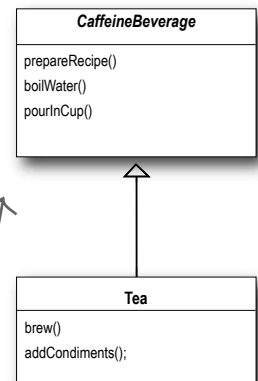 CaffeineBeverage
prepareRecipe()
boilWater()
pourInCup()
Tea
brew()
addCondiments();